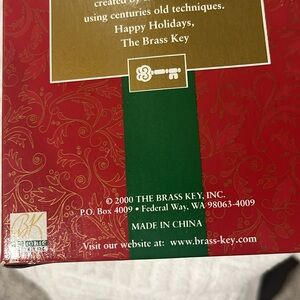 created by
using centuries old techniques.
Happy Holidays,
The Brass Key
© 2000 THE BRASS KEY, INC.
P.O. Box 4009 • Federal Way, WA 98063-4009
MADE IN CHINA
Visit our website at: www.brass-key.com
BK